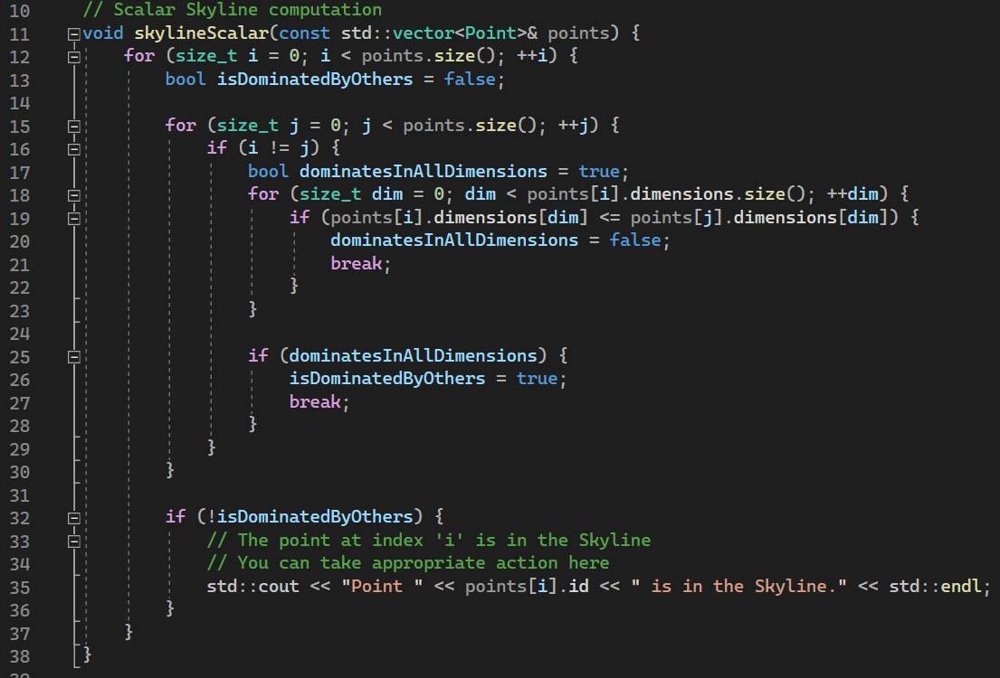 10 // Scalar Skyline computation
11 void skylineScalar(const std::vector<Point>& points) {
12     for (size_t i = 0; i < points.size(); ++i) {
13         bool isDominatedByOthers = false;
14
15         for (size_t j = 0; j < points.size(); ++j) {
16             if (i != j) {
17                 bool dominatesInAllDimensions = true;
18                 for (size_t dim = 0; dim < points[i].dimensions.size(); ++dim) {
19                     if (points[i].dimensions[dim] <= points[j].dimensions[dim]) {
20                         dominatesInAllDimensions = false;
21                         break;
22                     }
23                 }
24
25                 if (dominatesInAllDimensions) {
26                     isDominatedByOthers = true;
27                     break;
28                 }
29             }
30         }
31
32         if (!isDominatedByOthers) {
33             // The point at index 'i' is in the Skyline
34             // You can take appropriate action here
35             std::cout << "Point " << points[i].id << " is in the Skyline." << std::endl;
36         }
37     }
38 }